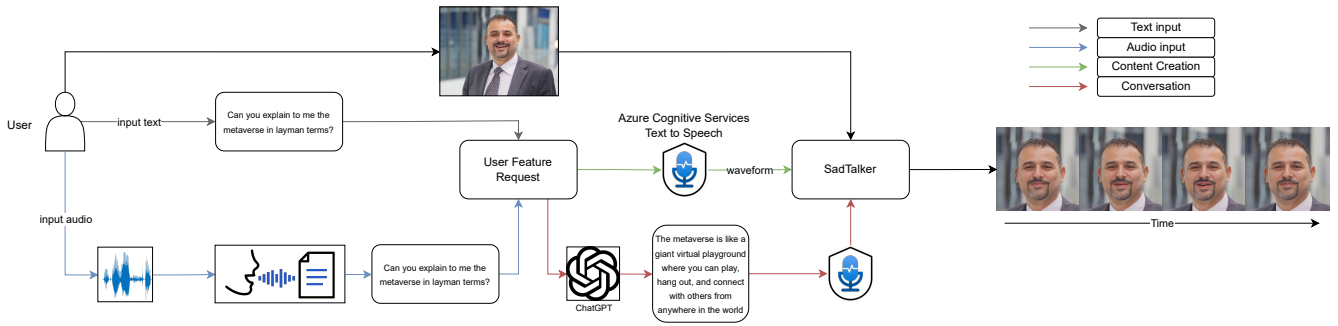 Text input
Audio input
Content Creation
Conversation
User
input text
Can you explain to me the
metaverse in layman terms?
Azure Cognitive Services
Text to Speech
User Feature
Request
waveform
SadTalker
Time
input audio
Can you explain to me the
metaverse in layman terms?
ChatGPT
The metaverse is like a
giant virtual playground
where you can play,
hang out, and connect
with others from
anywhere in the world